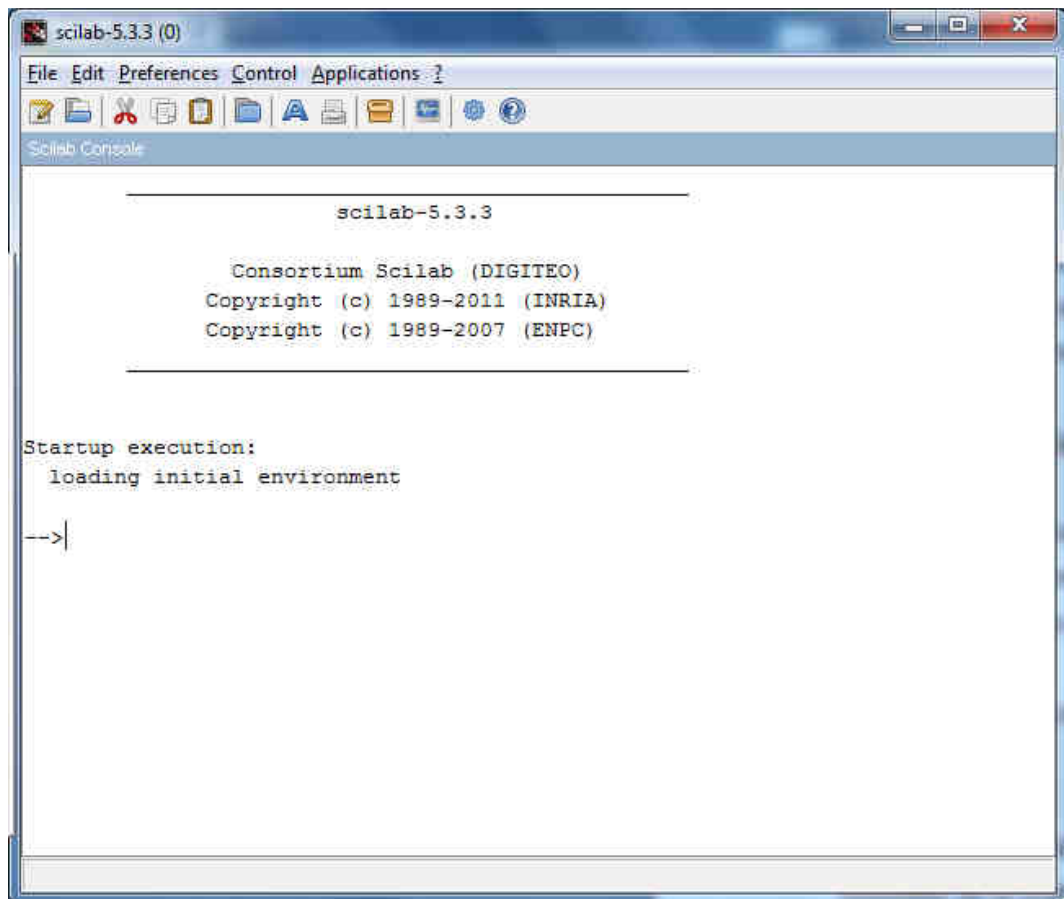 scilab-5.3.3 (0)
File Edit Preferences Control Applications ?
Scilab Console
scilab-5.3.3
Consortium Scilab (DIGITEO)
Copyright (c) 1989-2011 (INRIA)
Copyright (c) 1989-2007 (ENPC)
Startup execution:
loading initial environment
-->